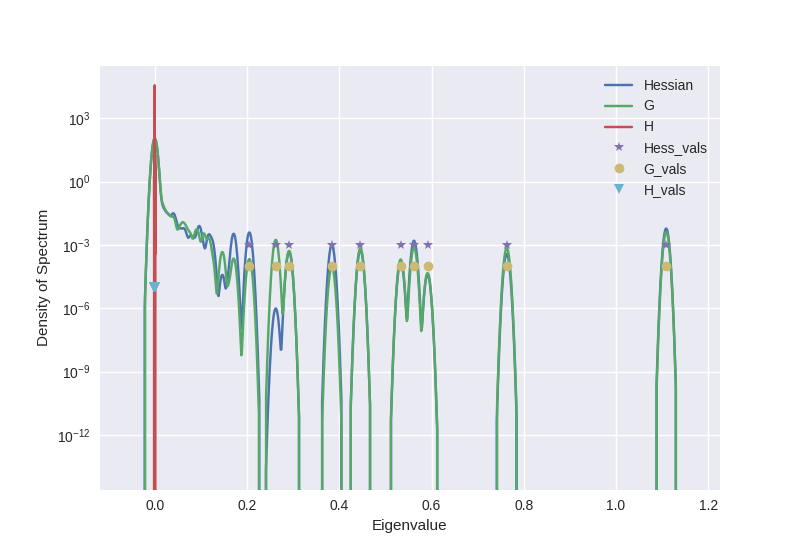 Hessian
G
H
Hess_vals
G_vals
H_vals
10^3
10^0
10^−3
10^−6
10^−9
10^−12
Density of Spectrum
0.0 0.2 0.4 0.6 0.8 1.0 1.2
Eigenvalue